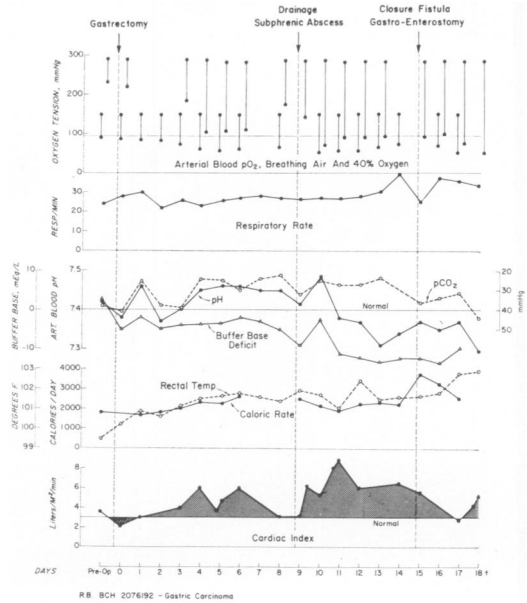 Gastrectomy
Drainage
Subphrenic Abscess
Closure Fistula
Gastro-Enterostomy
OXYGEN TENSION, mmHg
300
200
100
0
Arterial Blood pO2, Breathing Air And 40% Oxygen
RESP/MIN
40
20
0
Respiratory Rate
BUFFER BASE, mEq/L
10
0
-10
ART. BLOOD pH
7.5
7.4
7.3
pH
pCO2
Normal
Buffer Base
Deficit
20
30
40
50
mmHg
DEGREES F.
103
102
101
100
99
CALORIES/DAY
4000
3000
2000
1000
0
Rectal Temp
Caloric Rate
Liters/M²/min
8
6
4
2
0
Normal
Cardiac Index
DAYS
Pre-Op 0 1 2 3 4 5 6 7 8 9 10 11 12 13 14 15 16 17 18 †
R.B. BCH 2076192 - Gastric Carcinoma